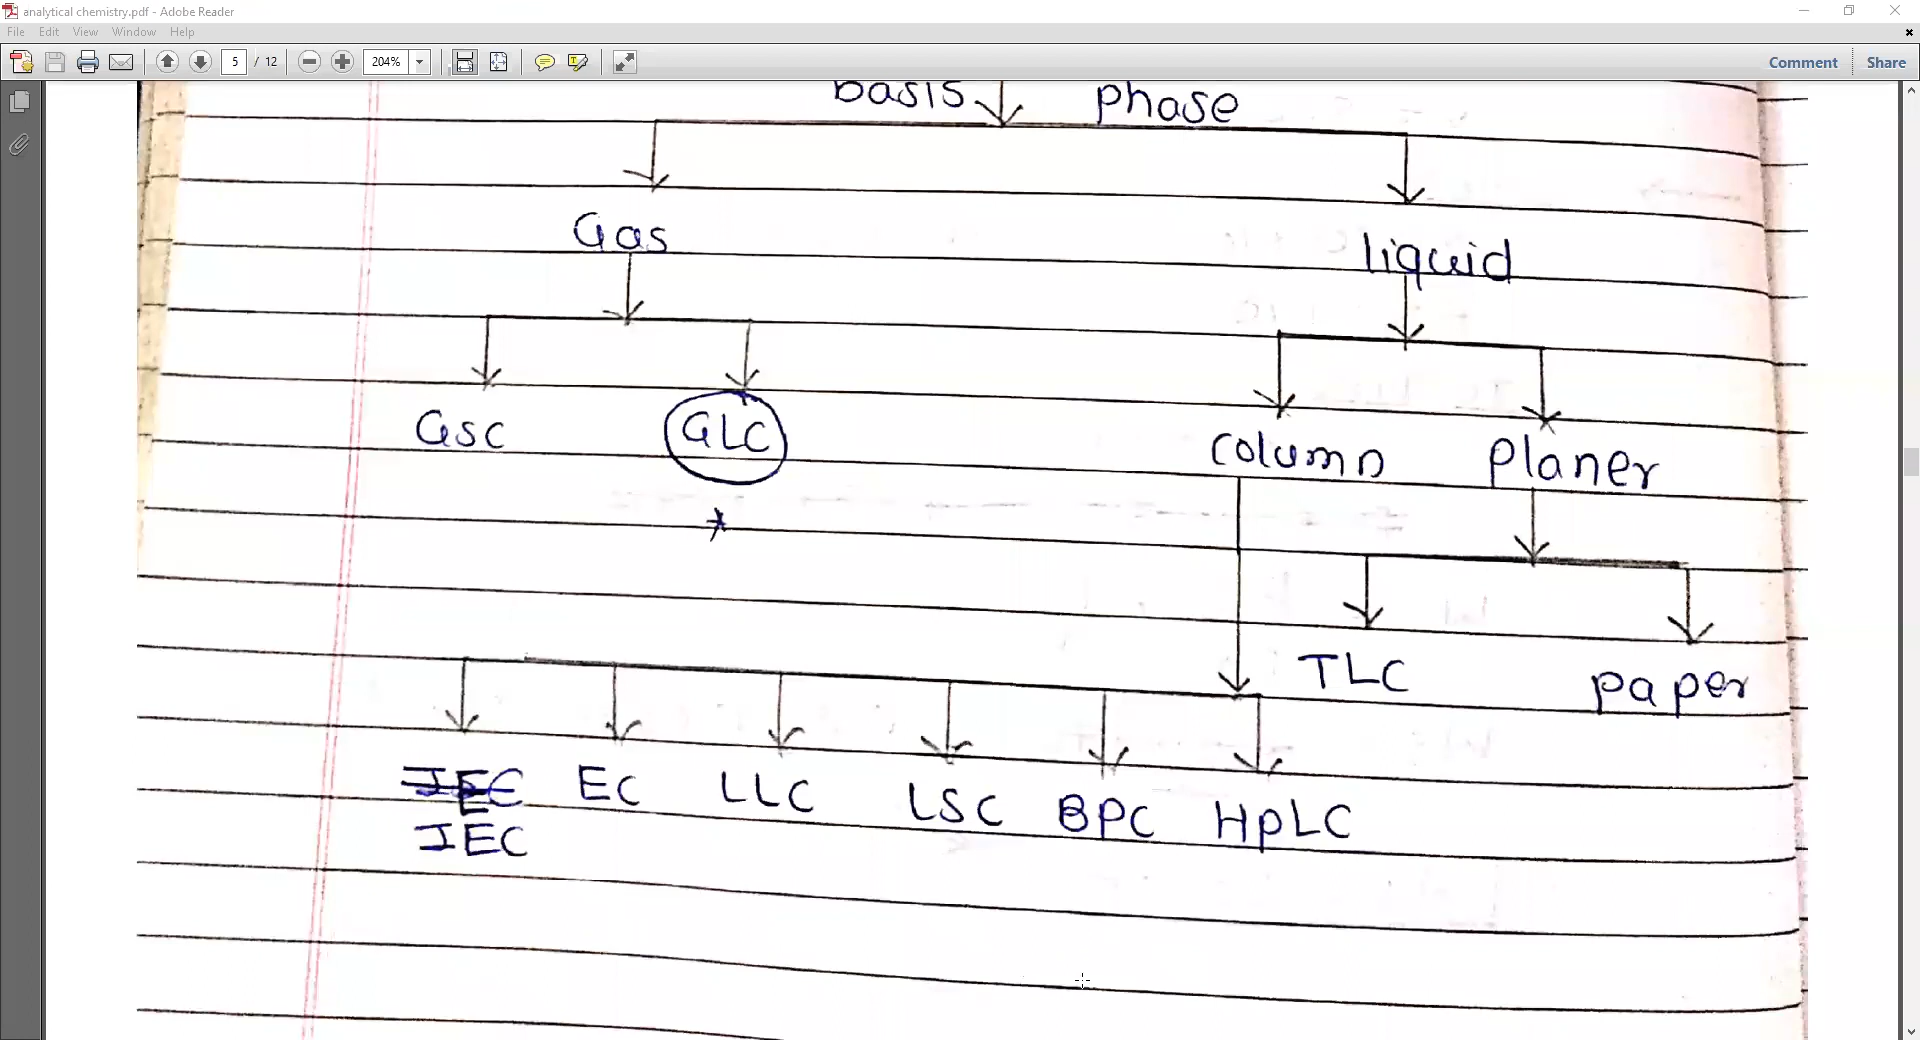 analytical chemistry.pdf - Adobe Reader
File Edit View Window Help
5 / 12 204% Comment Share
basis phase
Gas liquid
GSC GLC column planer
TLC paper
IEC EC LLC LSC BPC HPLC
IEC